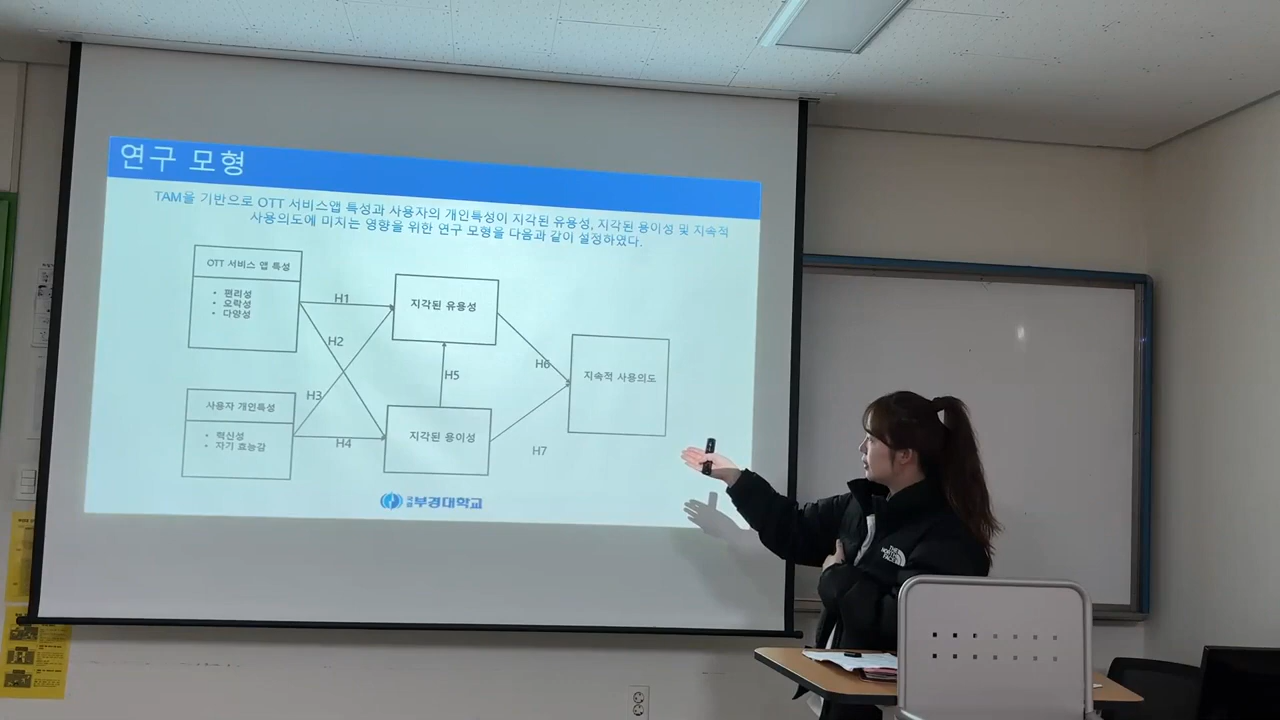 연구 모형
TAM을 기반으로 OTT 서비스앱 특성과 사용자의 개인특성이 지각된 유용성, 지각된 용이성 및 지속적
사용의도에 미치는 영향을 위한 연구 모형을 다음과 같이 설정하였다.
OTT 서비스 앱 특성
• 편리성
• 오락성
• 다양성
H1
지각된 유용성
H2
H6
지속적 사용의도
H5
H3
사용자 개인특성
• 혁신성
• 자기 효능감
H4
지각된 용이성
H7
국립 부경대학교
THE
NORTH
FACE